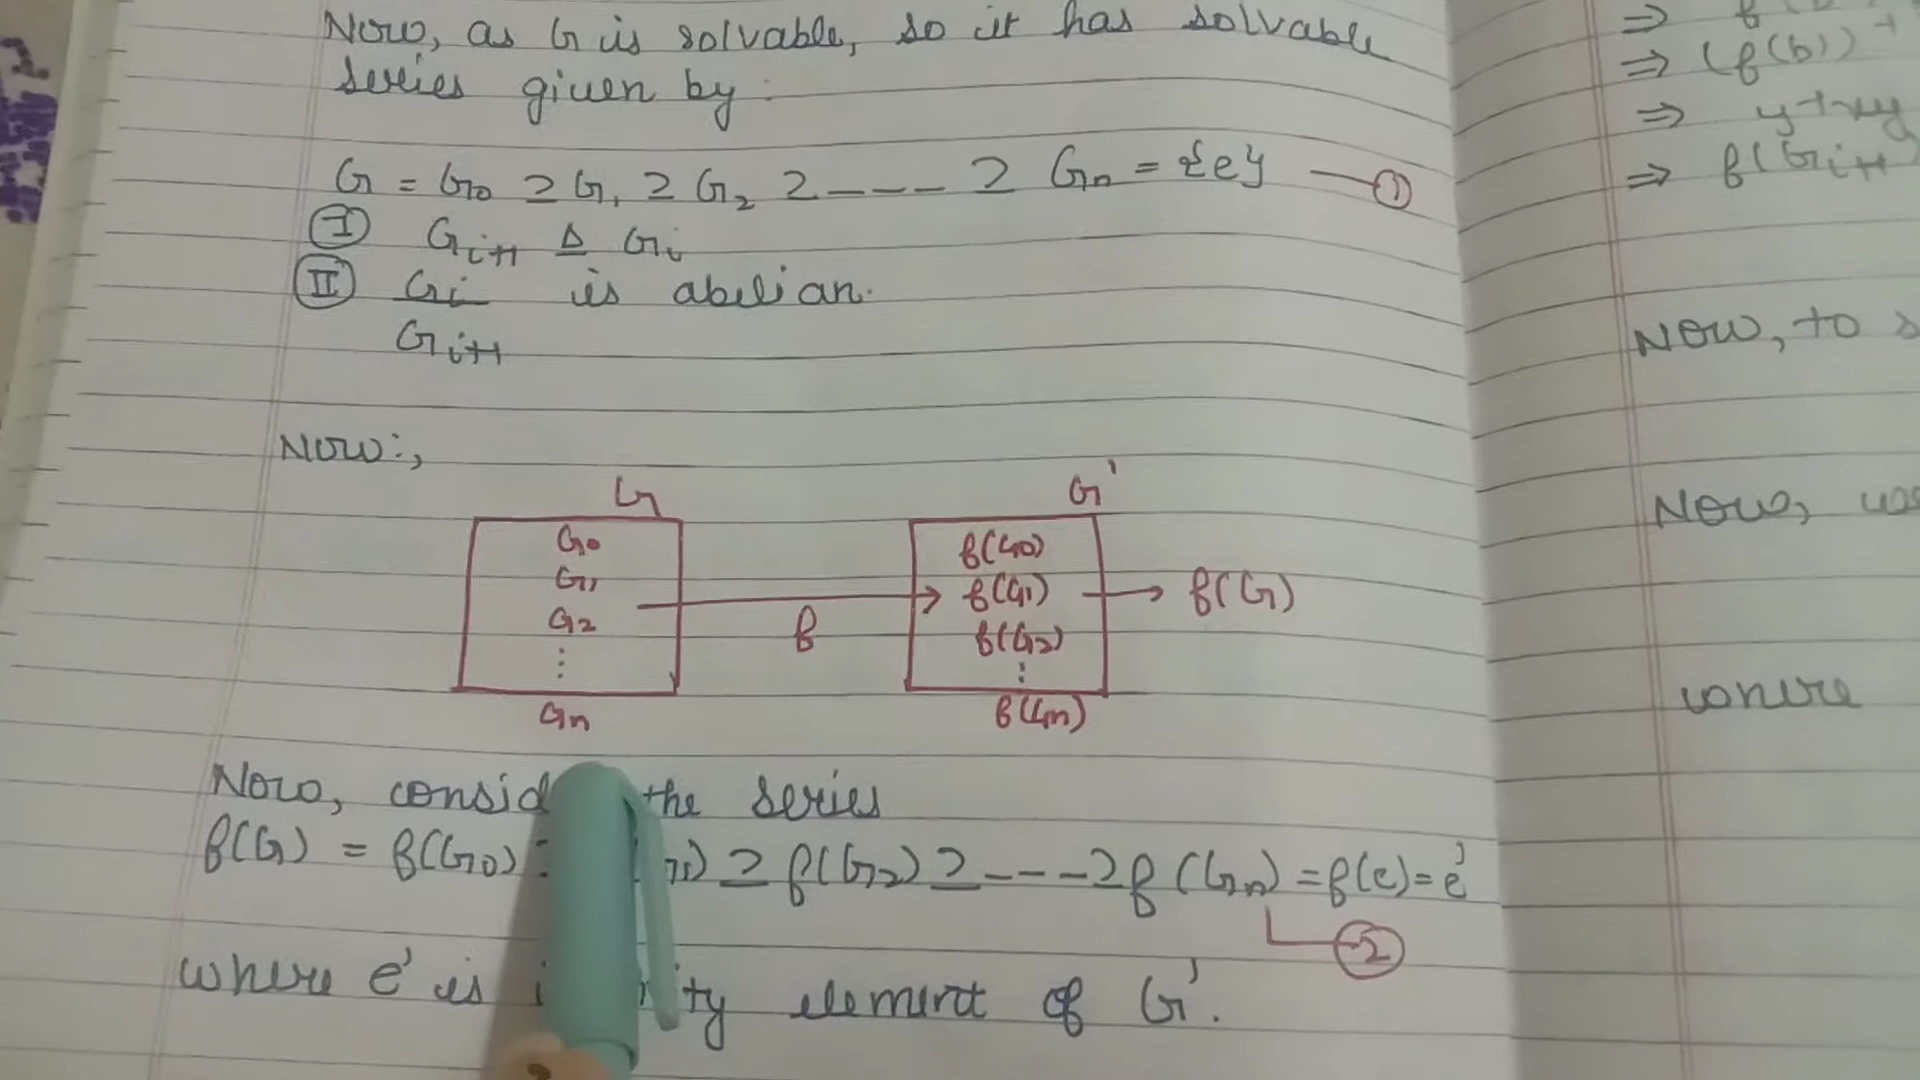 Now, as G is solvable, so it has solvable
series given by
G = G₀ ⊇ G₁ ⊇ G₂ ⊇ ---- ⊇ Gₙ = {e} — ①
Ⓘ Gᵢ₊₁ ⊴ Gᵢ
Ⓘⓘ Gᵢ is abelian.
Gᵢ₊₁
Now:,
G
G₀
G₁
G₂
⋮
Gₙ
f
G'
f(G₀)
f(G₁) → f(G)
f(G₂)
⋮
f(Gₙ)
Now, the series
f(G) = f(G₀) ⊇ f(G₂) ⊇ ---- ⊇ f(Gₙ) = f(e) = e'
②
where e' is element of G'.
⇒ (f(b))
⇒ f(Gᵢ₊₁
Now, to
Now,
where